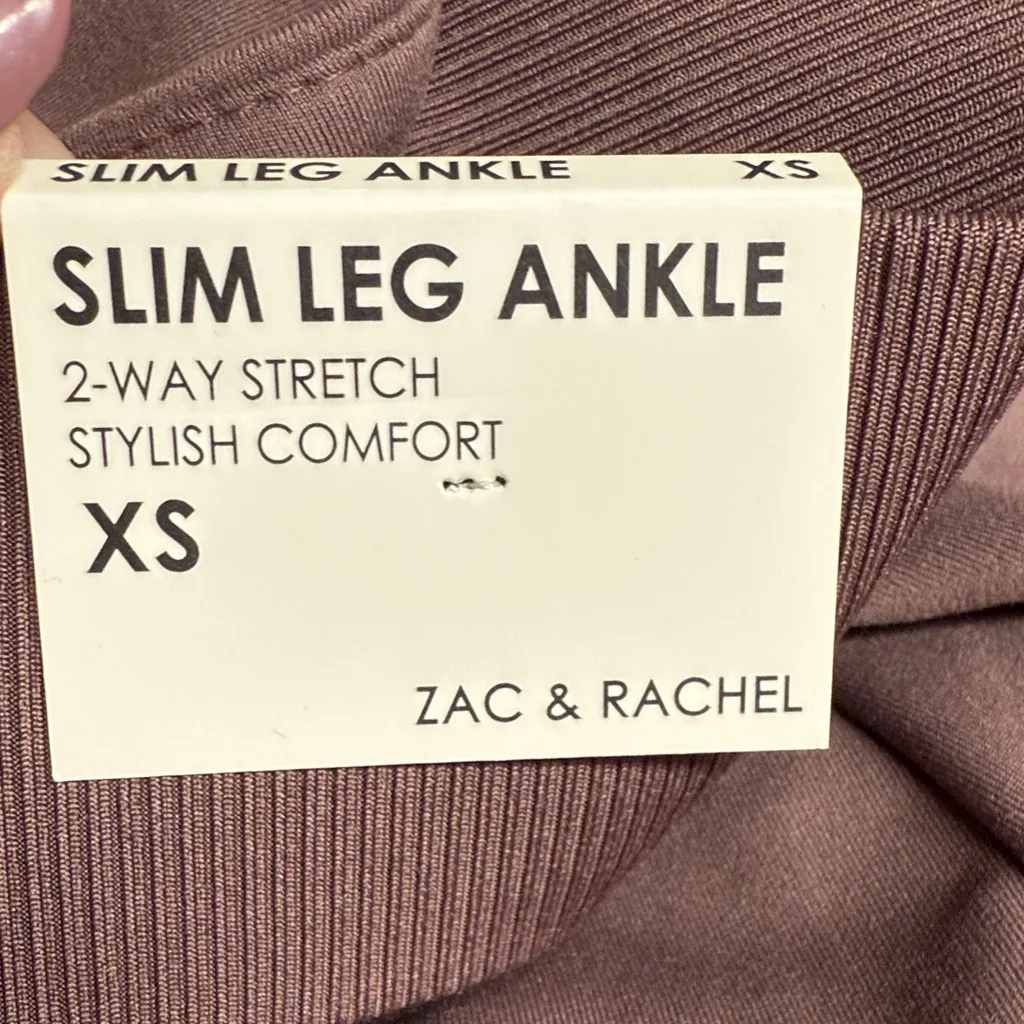 SLIM LEG ANKLE XS
SLIM LEG ANKLE
2-WAY STRETCH
STYLISH COMFORT
XS
ZAC & RACHEL